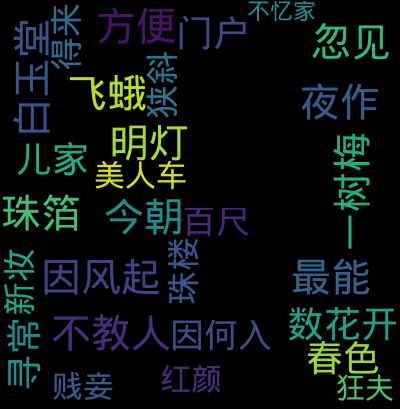 不忆家
方便
门户
得来
白玉堂
忽见
狭斜
飞蛾
夜作
明灯
一树梅
儿家
美人车
珠箔
今朝
百尺
珠楼
新妆
因风起
最能
数花开
寻常
不教人
因何入
春色
红颜
贱妾
狂夫